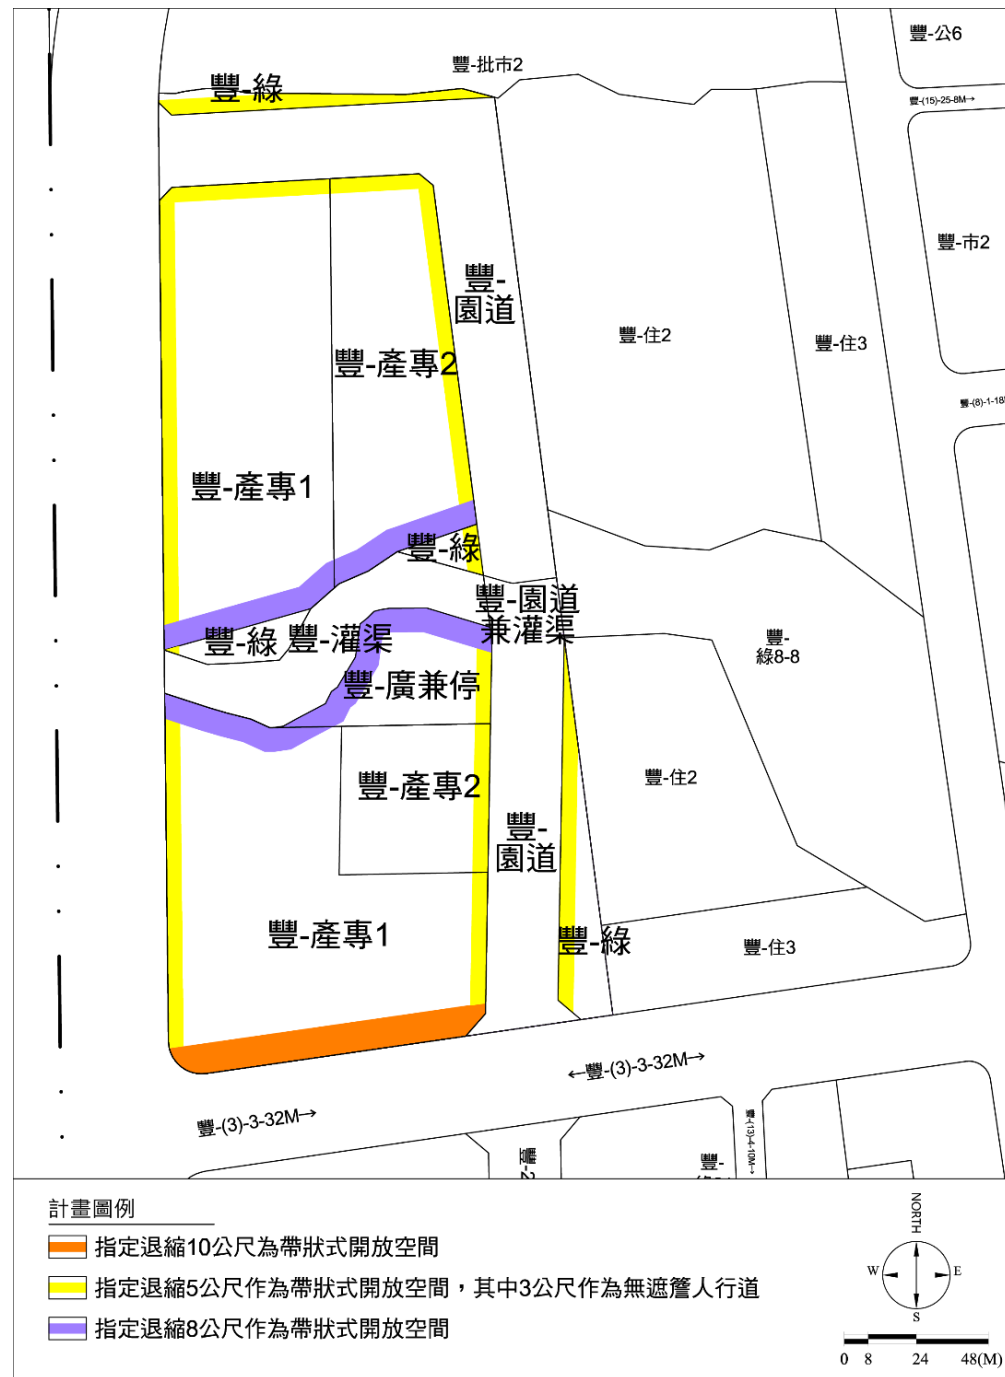 豐-公6
豐-批市2
豐-綠
豐-(15)-25-8M→
豐-市2
豐-
園道
豐-住2
豐-住3
豐-產專2
豐-(8)-1-18
豐-產專1
豐-綠
豐-園道
兼灌渠
豐-綠
豐-灌渠
豐-
綠8-8
豐-廣兼停
豐-產專2
豐-住2
豐-
園道
豐-產專1
豐-綠
豐-住3
←豐-(3)-3-32M→
豐-(3)-3-32M→
豐-(13)-4-10M→
豐-2
豐-
計畫圖例
指定退縮10公尺為帶狀式開放空間
指定退縮5公尺作為帶狀式開放空間，其中3公尺作為無遮簷人行道
指定退縮8公尺作為帶狀式開放空間
NORTH
W
E
S
0 8 24 48(M)